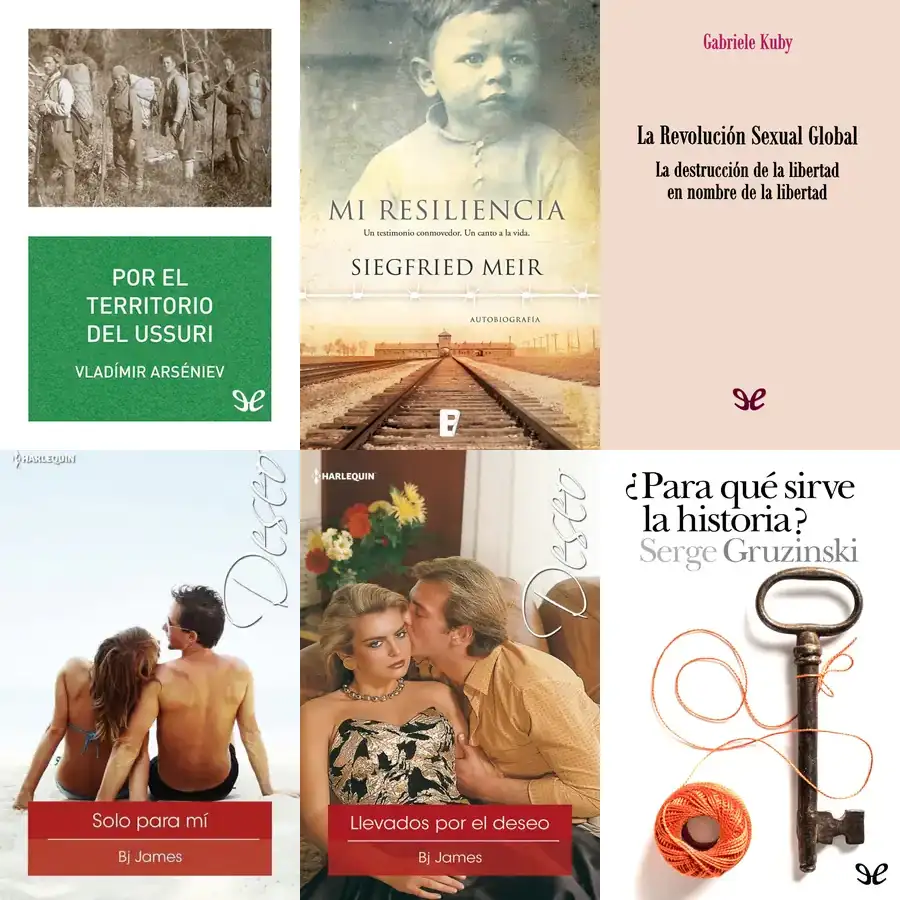 POR EL
TERRITORIO
DEL USSURI
VLADÍMIR ARSÉNIEV
MI RESILIENCIA
Un testimonio conmovedor. Un canto a la vida.
SIEGFRIED MEIR
AUTOBIOGRAFÍA
B
Gabriele Kuby
La Revolución Sexual Global
La destrucción de la libertad
en nombre de la libertad
HARLEQUIN
Deseo
Solo para mí
Bj James
HARLEQUIN
Deseo
Llevados por el deseo
Bj James
¿Para qué sirve
la historia?
Serge Gruzinski